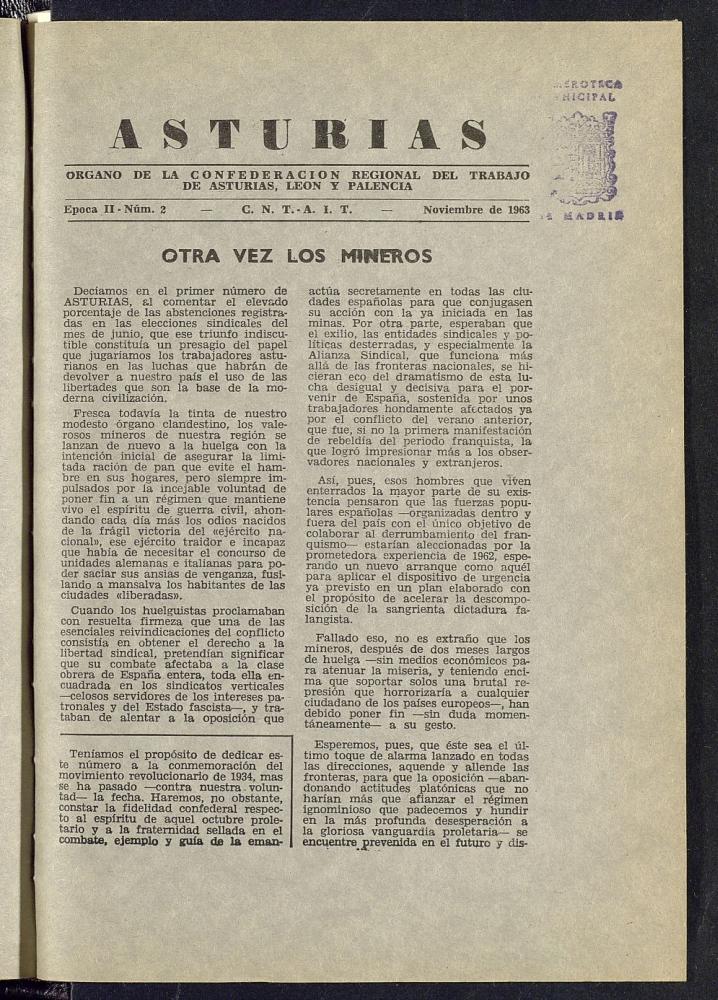 HICIPAL
DE MADRID
ASTURIAS
ORGANO DE LA CONFEDERACION REGIONAL DEL TRABAJO
DE ASTURIAS, LEON Y PALENCIA
Epoca II - Núm. 2 — C. N. T. - A. I. T. — Noviembre de 1963
OTRA VEZ LOS MINEROS
Decíamos en el primer número de
ASTURIAS, al comentar el elevado
porcentaje de las abstenciones registra-
das en las elecciones sindicales del
mes de junio, que ese triunfo indiscu-
tible constituía un presagio del papel
que jugaríamos los trabajadores astu-
rianos en las luchas que habrán de
devolver a nuestro país el uso de las
libertades que son la base de la mo-
derna civilización.
Fresca todavía la tinta de nuestro
modesto órgano clandestino, los vale-
rosos mineros de nuestra región se
lanzan de nuevo a la huelga con la
intención inicial de asegurar la limi-
tada ración de pan que evite el ham-
bre en sus hogares, pero siempre im-
pulsados por la incejable voluntad de
poner fin a un régimen que mantiene
vivo el espíritu de guerra civil, ahon-
dando cada día más los odios nacidos
de la frágil victoria del «ejército na-
cional», ese ejército traidor e incapaz
que había de necesitar el concurso de
unidades alemanas e italianas para po-
der saciar sus ansias de venganza, fusi-
lando a mansalva los habitantes de las
ciudades «liberadas».
Cuando los huelguistas proclamaban
con resuelta firmeza que una de las
esenciales reivindicaciones del conflicto
consistía en obtener el derecho a la
libertad sindical, pretendían significar
que su combate afectaba a la clase
obrera de España entera, toda ella en-
cuadrada en los sindicatos verticales
—celosos servidores de los intereses pa-
tronales y del Estado fascista—, y tra-
taban de alentar a la oposición que
Teníamos el propósito de dedicar es-
te número a la conmemoración del
movimiento revolucionario de 1934, mas
se ha pasado —contra nuestra volun-
tad— la fecha. Haremos, no obstante,
constar la fidelidad confederal respec-
to al espíritu de aquel octubre prole-
tario y a la fraternidad sellada en el
combate, ejemplo y guía de la eman-
actúa secretamente en todas las ciu-
dades españolas para que conjugasen
su acción con la ya iniciada en las
minas. Por otra parte, esperaban que
el exilio, las entidades sindicales y po-
líticas desterradas, y especialmente la
Alianza Sindical, que funciona más
allá de las fronteras nacionales, se hi-
cieran eco del dramatismo de esta lu-
cha desigual y decisiva para el por-
venir de España, sostenida por unos
trabajadores hondamente afectados ya
por el conflicto del verano anterior,
que fue, si no la primera manifestación
de rebeldía del periodo franquista, la
que logró impresionar más a los obser-
vadores nacionales y extranjeros.
Así, pues, esos hombres que viven
enterrados la mayor parte de su exis-
tencia pensaron que las fuerzas popu-
lares españolas —organizadas dentro y
fuera del país con el único objetivo de
colaborar al derrumbamiento del fran-
quismo— estarían aleccionadas por la
prometedora experiencia de 1962, espe-
rando un nuevo arranque como aquél
para aplicar el dispositivo de urgencia
ya previsto en un plan elaborado con
el propósito de acelerar la descompo-
sición de la sangrienta dictadura fa-
langista.
Fallado eso, no es extraño que los
mineros, después de dos meses largos
de huelga —sin medios económicos pa-
ra atenuar la miseria, y teniendo enci-
ma que soportar solos una brutal re-
presión que horrorizaría a cualquier
ciudadano de los países europeos—, han
debido poner fin —sin duda momen-
táneamente— a su gesto.
Esperemos, pues, que éste sea el úl-
timo toque de alarma lanzado en todas
las direcciones, aquende y allende las
fronteras, para que la oposición —aban-
donando actitudes platónicas que no
harían más que afianzar el régimen
ignominioso que padecemos y hundir
en la más profunda desesperación a
la gloriosa vanguardia proletaria— se
encuentre prevenida en el futuro y dis-